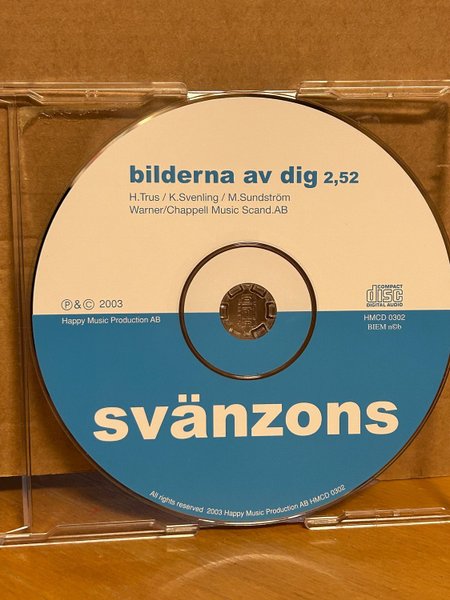 bilderna av dig 2,52
H.Trus / K.Svenling / M.Sundström
Warner/Chappell Music Scand.AB
Ⓟ & © 2003
COMPACT
disc
DIGITAL AUDIO
Happy Music Production AB
HMCD 0302
BIEM n©b
svänzons
All rights reserved 2003 Happy Music Production AB HMCD 0302